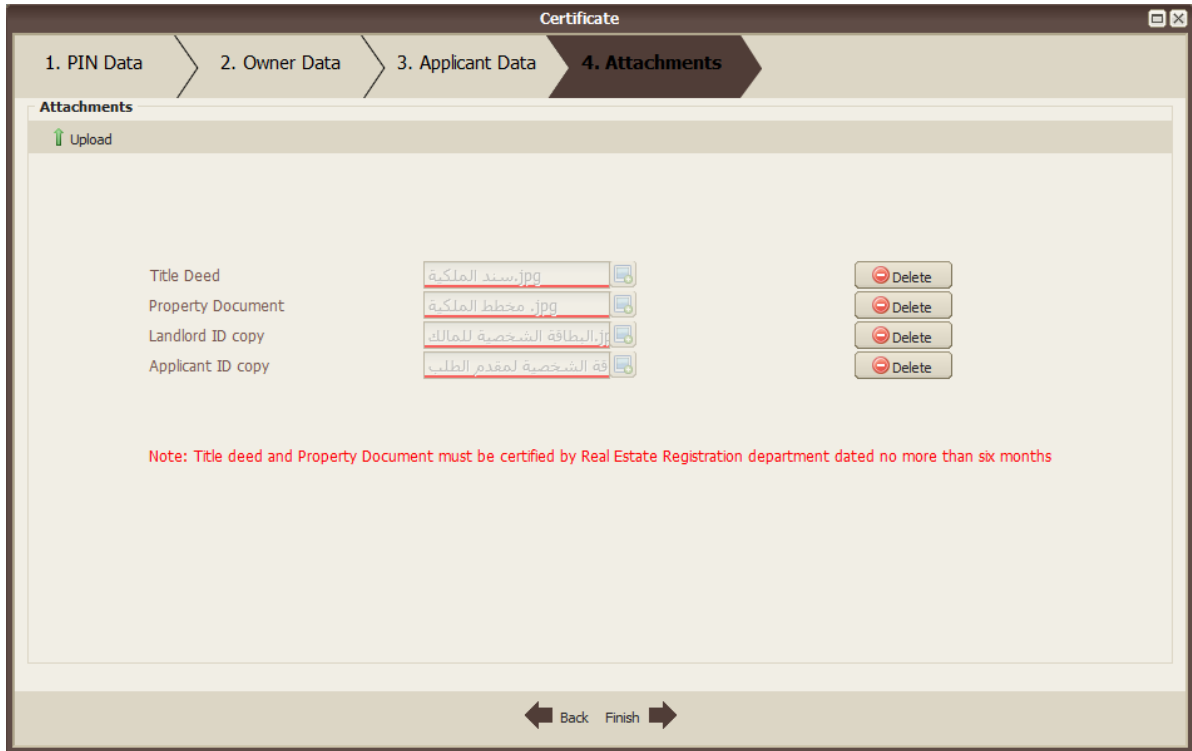 Certificate
1. PIN Data 2. Owner Data 3. Applicant Data 4. Attachments
Attachments
Upload
Title Deed سند الملكية.jpg Delete
Property Document مخطط الملكية .jpg Delete
Landlord ID copy البطاقة الشخصية للمالك.jp Delete
Applicant ID copy الشخصية لمقدم الطلب Delete
Note: Title deed and Property Document must be certified by Real Estate Registration department dated no more than six months
Back Finish